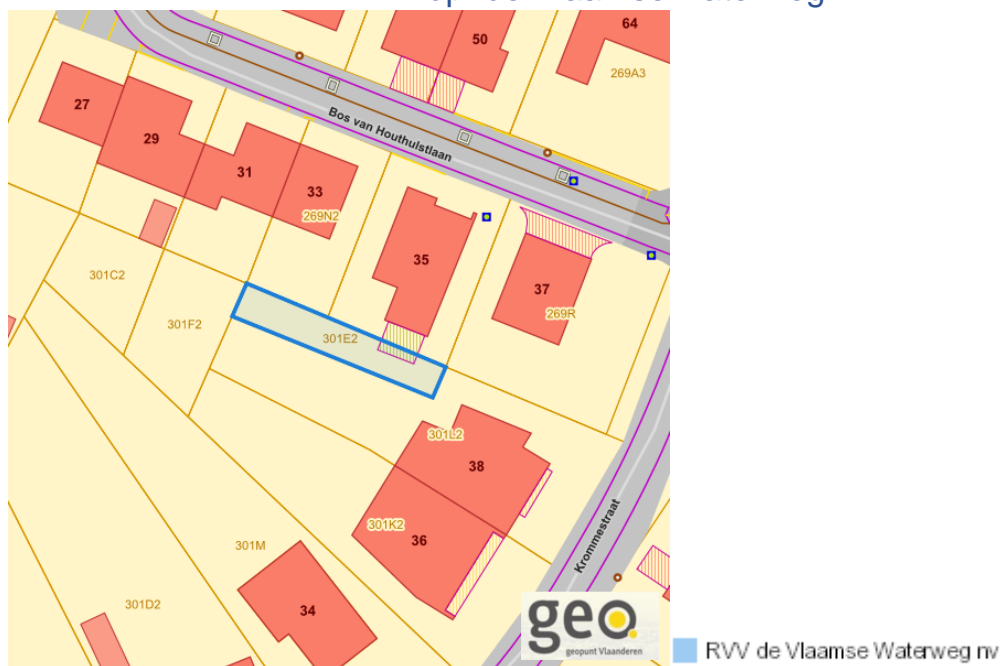 50
64
269A3
27
29
Bos van Houthulstlaan
31
33
269N2
35
301C2
37
269R
301F2
301E2
301L2
38
301K2
36
Krommestraat
301M
301D2
34
geo.
geopunt Vlaanderen
RVV de Vlaamse Waterweg nv